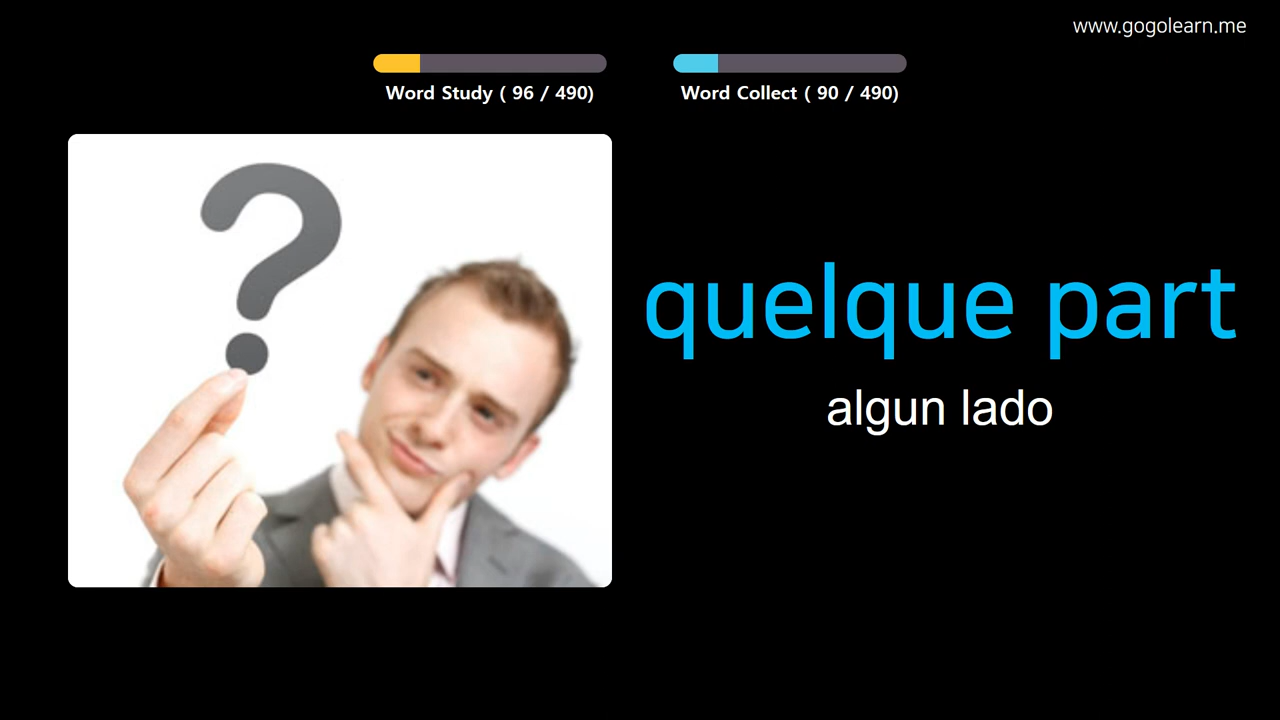 www.gogolearn.me
Word Study ( 96 / 490)
Word Collect ( 90 / 490)
?
quelque part
algun lado